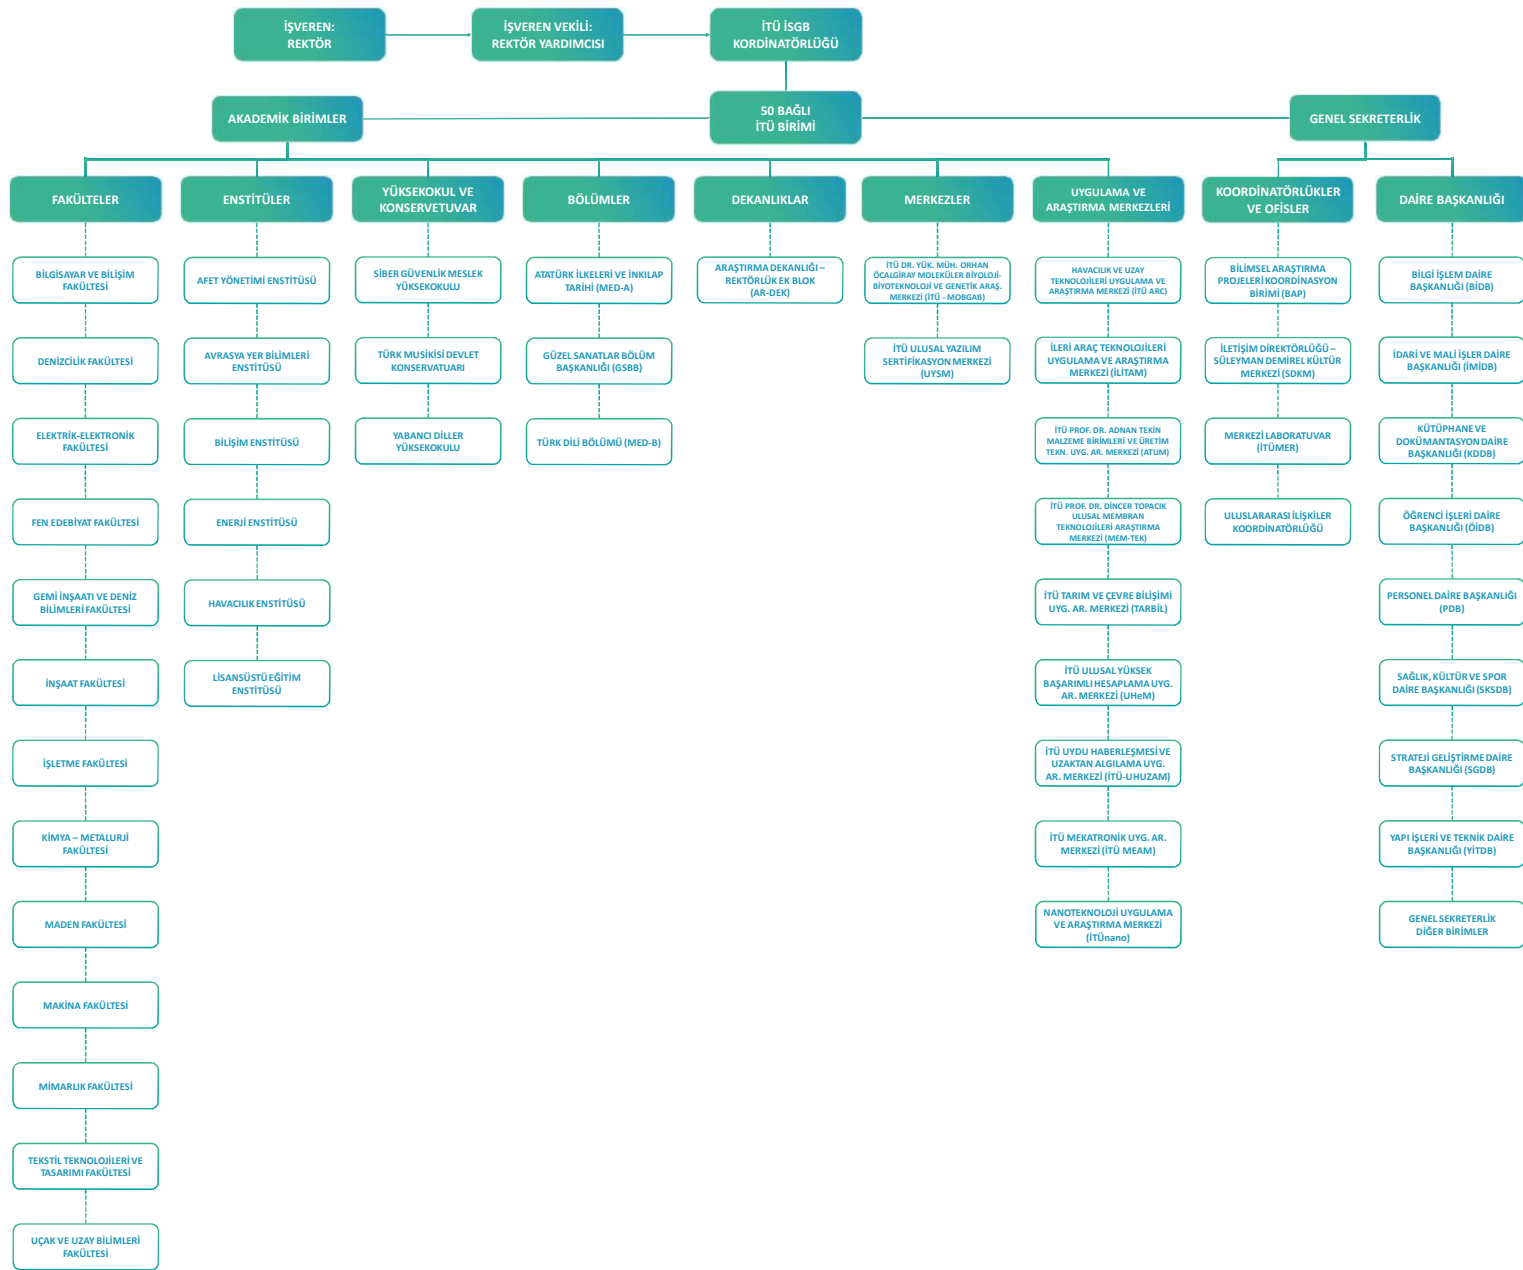 İŞVEREN:
REKTÖR
İŞVEREN VEKİLİ:
REKTÖR YARDIMCISI
İTÜ İSGB
KORDİNATÖRLÜĞÜ
AKADEMİK BİRİMLER
50 BAĞLI
İTÜ BİRİMİ
GENEL SEKRETERLİK
FAKÜLTELER
ENSTİTÜLER
YÜKSEKOKUL VE
KONSERVETUVAR
BÖLÜMLER
DEKANLIKLAR
MERKEZLER
UYGULAMA VE
ARAŞTIRMA MERKEZLERİ
KOORDİNATÖRLÜKLER
VE OFİSLER
DAİRE BAŞKANLIĞI
BİLGİSAYAR VE BİLİŞİM
FAKÜLTESİ
DENİZCİLİK FAKÜLTESİ
ELEKTRİK-ELEKTRONİK
FAKÜLTESİ
FEN EDEBİYAT FAKÜLTESİ
GEMİ İNŞAATI VE DENİZ
BİLİMLERİ FAKÜLTESİ
İNŞAAT FAKÜLTESİ
İŞLETME FAKÜLTESİ
KİMYA – METALURJİ
FAKÜLTESİ
MADEN FAKÜLTESİ
MAKİNA FAKÜLTESİ
MİMARLIK FAKÜLTESİ
TEKSTİL TEKNOLOJİLERİ VE
TASARIMI FAKÜLTESİ
UÇAK VE UZAY BİLİMLERİ
FAKÜLTESİ
AFET YÖNETİMİ ENSTİTÜSÜ
AVRASYA YER BİLİMLERİ
ENSTİTÜSÜ
BİLİŞİM ENSTİTÜSÜ
ENERJİ ENSTİTÜSÜ
HAVACILIK ENSTİTÜSÜ
LİSANSÜSTÜ EĞİTİM
ENSTİTÜSÜ
SİBER GÜVENLİK MESLEK
YÜKSEKOKULU
TÜRK MUSİKİSİ DEVLET
KONSERVATUARI
YABANCI DİLLER
YÜKSEKOKULU
ATATÜRK İLKELERİ VE İNKILAP
TARİHİ (MED-A)
GÜZEL SANATLAR BÖLÜM
BAŞKANLIĞI (GSBB)
TÜRK DİLİ BÖLÜMÜ (MED-B)
ARAŞTIRMA DEKANLIĞI –
REKTÖRLÜK EK BLOK
(AR-DEK)
İTÜ DR. YÜK. MÜH. ORHAN
ÖCALGİRAY MOLEKÜLER BİYOLOJİ-
BİYOTEKNOLOJİ VE GENETİK ARAŞ.
MERKEZİ (İTÜ - MOBGAB)
İTÜ ULUSAL YAZILIM
SERTİFİKASYON MERKEZİ
(UYSM)
HAVACILIK VE UZAY
TEKNOLOJİLERİ UYGULAMA VE
ARAŞTIRMA MERKEZİ (İTÜ ARC)
İLERİ ARAÇ TEKNOLOJİLERİ
UYGULAMA VE ARAŞTIRMA
MERKEZİ (İLİTAM)
İTÜ PROF. DR. ADNAN TEKİN
MALZEME BİRİMLERİ VE ÜRETİM
TEKN. UYG. AR. MERKEZİ (ATUM)
İTÜ PROF. DR. DİNCER TOPACIK
ULUSAL MEMBRAN
TEKNOLOJİLERİ ARAŞTIRMA
MERKEZİ (MEM-TEK)
İTÜ TARIM VE ÇEVRE BİLİŞİMİ
UYG. AR. MERKEZİ (TARBİL)
İTÜ ULUSAL YÜKSEK
BAŞARIMLI HESAPLAMA UYG.
AR. MERKEZİ (UHeM)
İTÜ UYDU HABERLEŞMESİ VE
UZAKTAN ALGILAMA UYG.
AR. MERKEZİ (İTÜ-UHUZAM)
İTÜ MEKATRONİK UYG. AR.
MERKEZİ (İTÜ MEAM)
NANOTEKNOLOJİ UYGULAMA
VE ARAŞTIRMA MERKEZİ
(İTÜnano)
BİLİMSEL ARAŞTIRMA
PROJELERİ KOORDİNASYON
BİRİMİ (BAP)
İLETİŞİM DİREKTÖRLÜĞÜ –
SÜLEYMAN DEMİREL KÜLTÜR
MERKEZİ (SDKM)
MERKEZİ LABORATUVAR
(İTÜMER)
ULUSLARARASI İLİŞKİLER
KOORDİNATÖRLÜĞÜ
BİLGİ İŞLEM DAİRE
BAŞKANLIĞI (BİDB)
İDARİ VE MALİ İŞLER DAİRE
BAŞKANLIĞI (İMİDB)
KÜTÜPHANE VE
DOKÜMANTASYON DAİRE
BAŞKANLIĞI (KDDB)
ÖĞRENCİ İŞLERİ DAİRE
BAŞKANLIĞI (ÖİDB)
PERSONEL DAİRE BAŞKANLIĞI
(PDB)
SAĞLIK, KÜLTÜR VE SPOR
DAİRE BAŞKANLIĞI (SKSDB)
STRATEJİ GELİŞTİRME DAİRE
BAŞKANLIĞI (SGDB)
YAPI İŞLERİ VE TEKNİK DAİRE
BAŞKANLIĞI (YİTDB)
GENEL SEKRETERLİK
DİĞER BİRİMLER